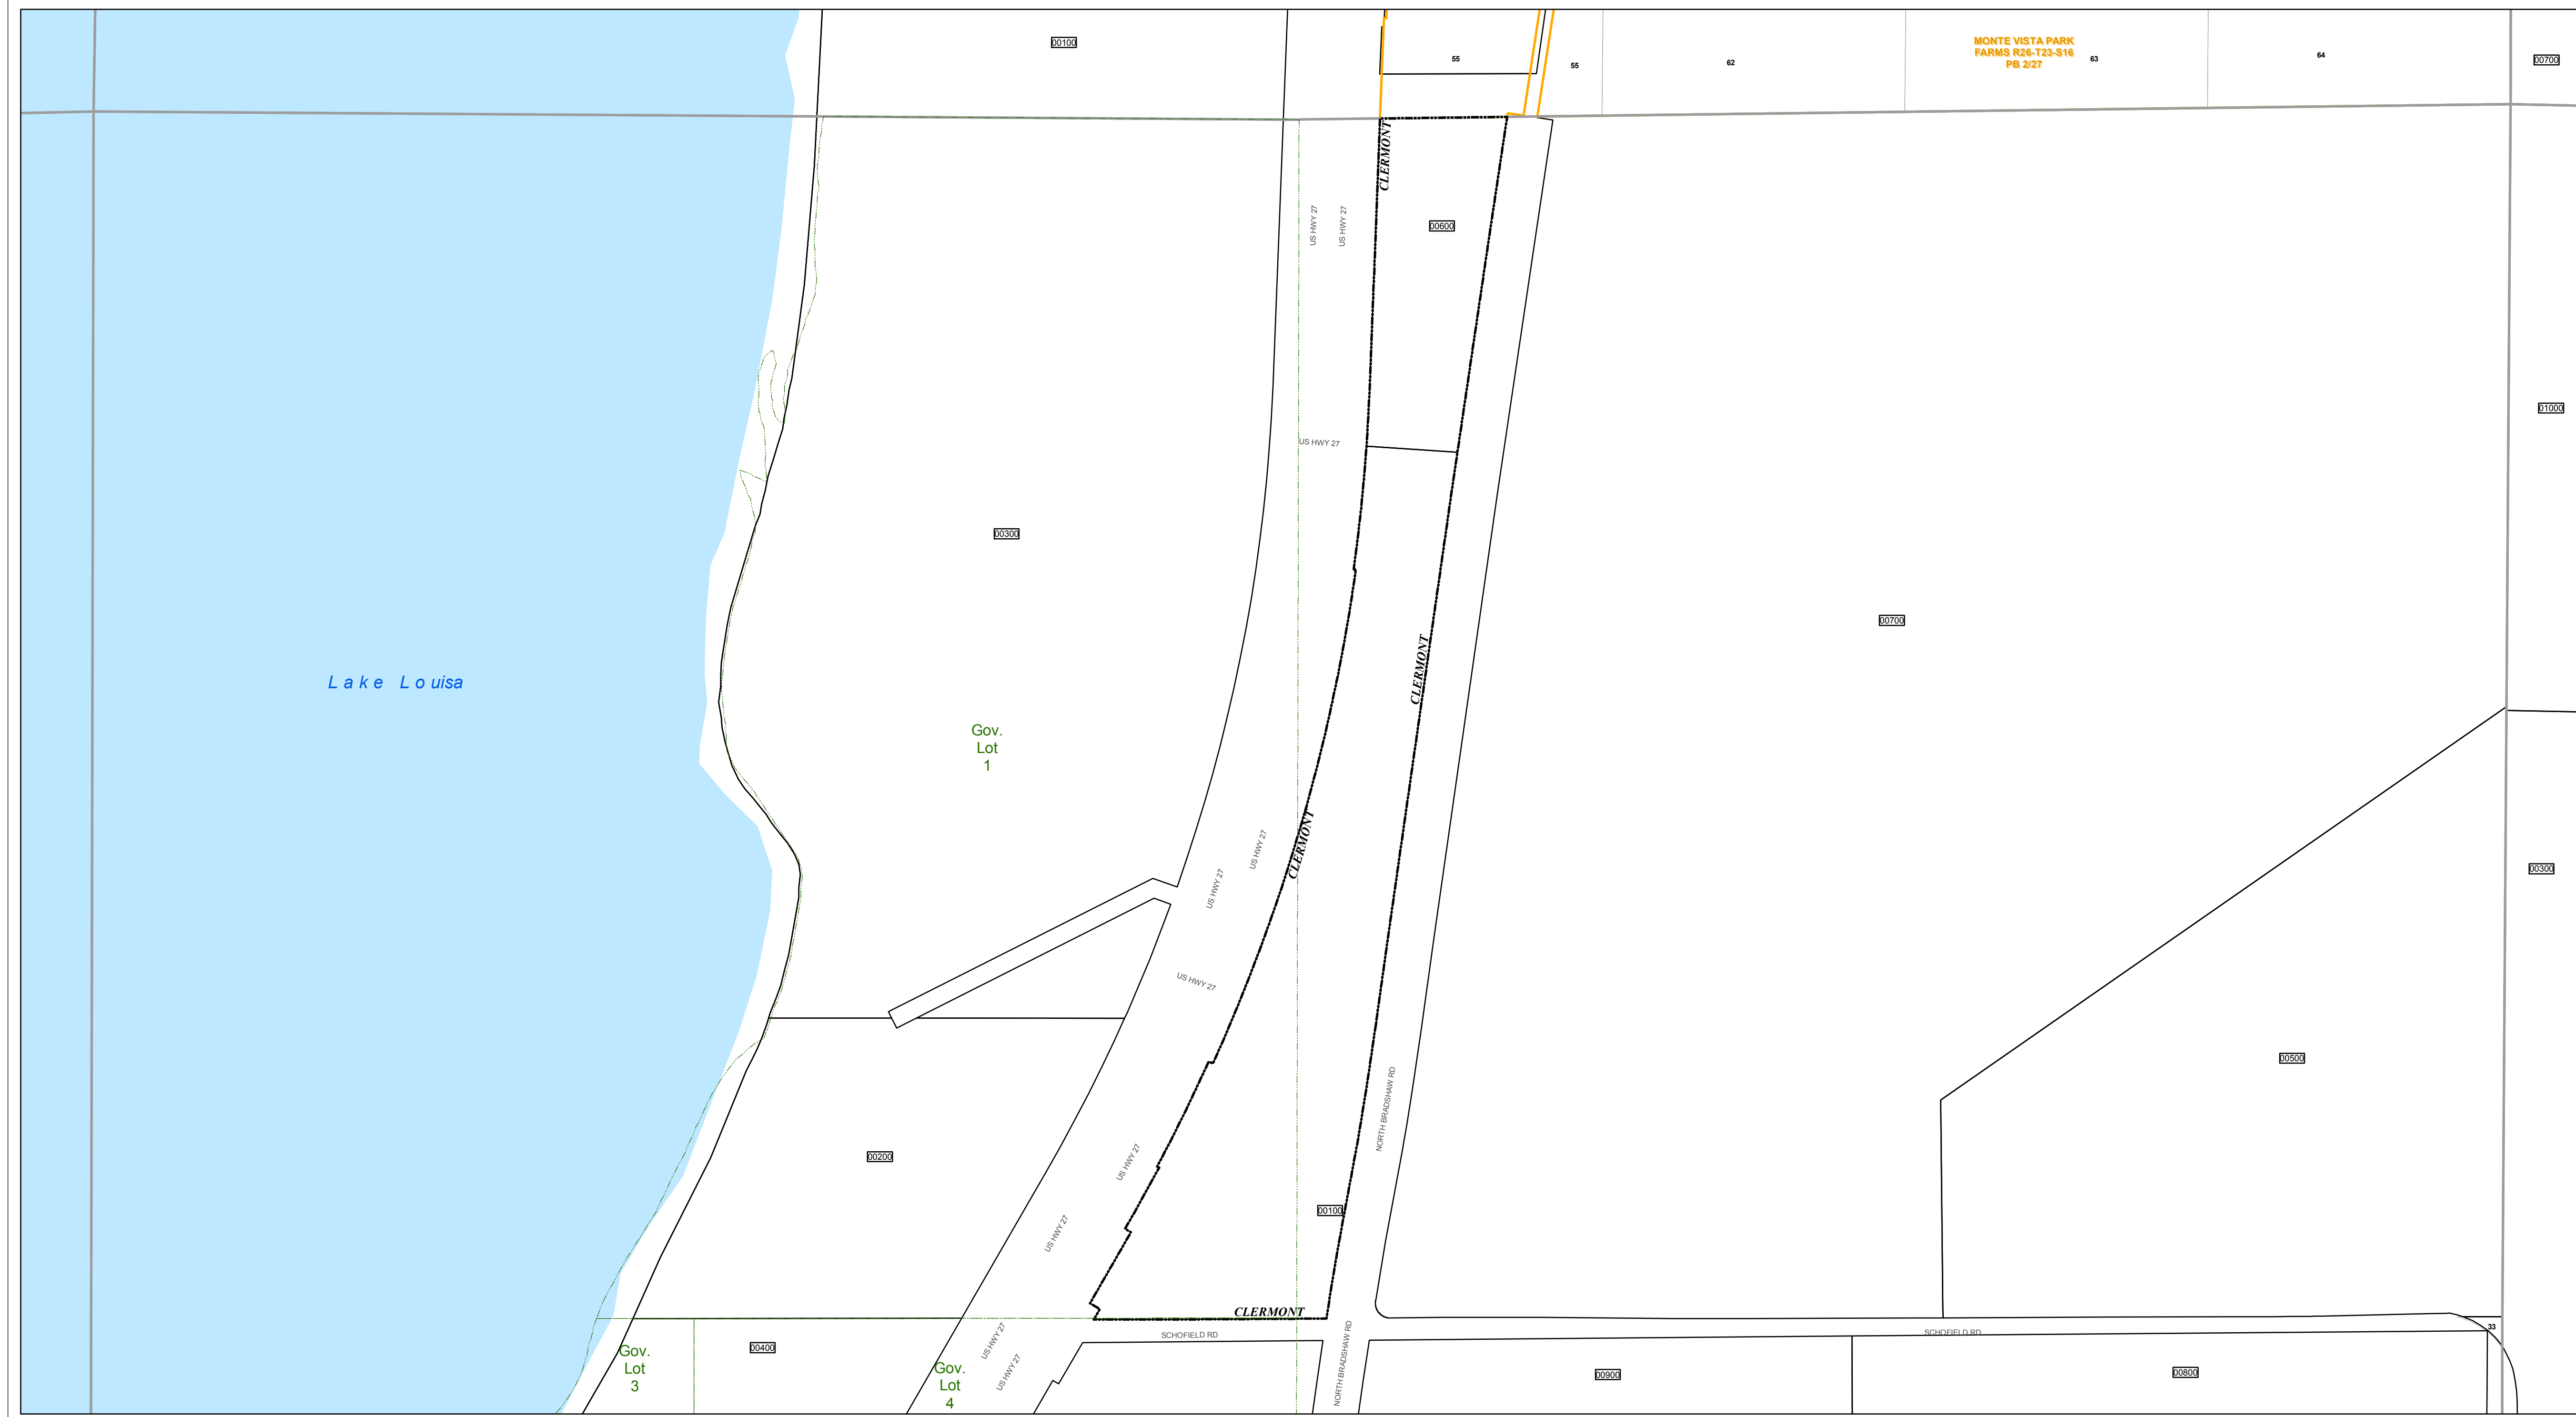 00100
55
55
62
MONTE VISTA PARK
FARMS R26-T23-S16
PB 2/27
63
64
00700
CLERMONT
US HWY 27
US HWY 27
00600
01000
US HWY 27
00300
00700
CLERMONT
Lake Louisa
Gov.
Lot
1
CLERMONT
US HWY 27
US HWY 27
00300
US HWY 27
00500
NORTH BRADSHAW RD
00200
US HWY 27
00100
US HWY 27
CLERMONT
SCHOFIELD RD
SCHOFIELD RD
33
US HWY 27
00400
Gov.
Lot
3
Gov.
Lot
4
US HWY 27
NORTH BRADSHAW RD
00900
00800